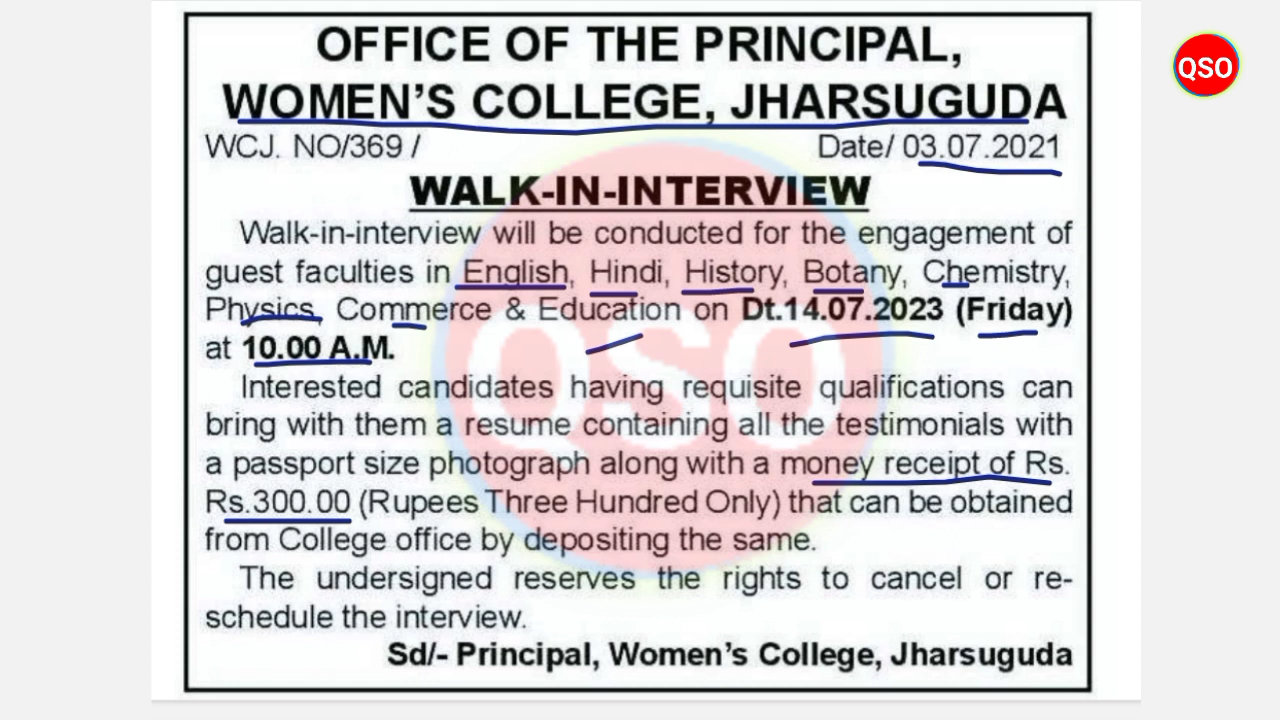 OFFICE OF THE PRINCIPAL,
WOMEN'S COLLEGE, JHARSUGUDA
WCJ. NO/369 / Date/ 03.07.2021
WALK-IN-INTERVIEW
Walk-in-interview will be conducted for the engagement of
guest faculties in English, Hindi, History, Botany, Chemistry,
Physics, Commerce & Education on Dt.14.07.2023 (Friday)
at 10.00 A.M.
Interested candidates having requisite qualifications can
bring with them a resume containing all the testimonials with
a passport size photograph along with a money receipt of Rs.
Rs.300.00 (Rupees Three Hundred Only) that can be obtained
from College office by depositing the same.
The undersigned reserves the rights to cancel or re-
schedule the interview.
Sd/- Principal, Women's College, Jharsuguda
QSO
QSO